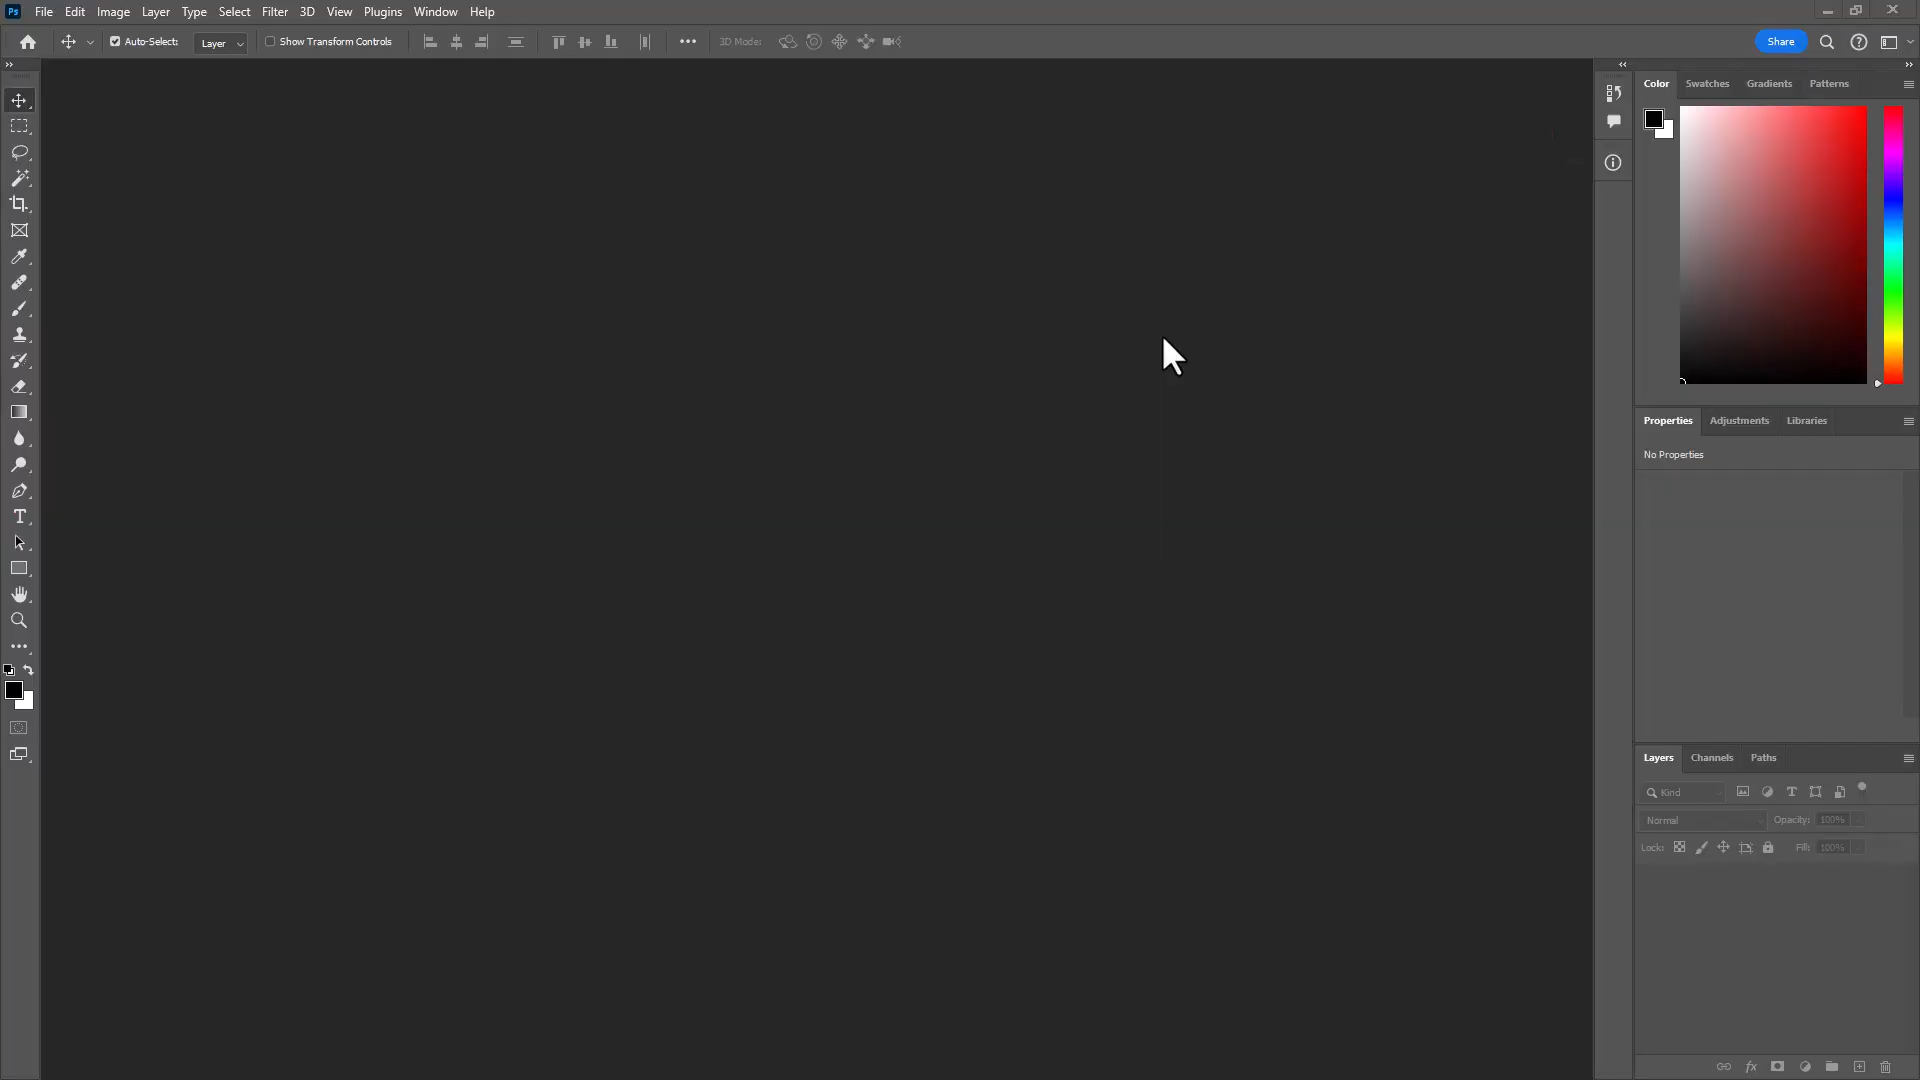 Ps File Edit Image Layer Type Select Filter 3D View Plugins Window Help
Auto-Select: Layer Show Transform Controls 3D Mode: Share
Color Swatches Gradients Patterns
Properties Adjustments Libraries
No Properties
Layers Channels Paths
Kind
Normal Opacity: 100%
Lock: Fill: 100%
fx